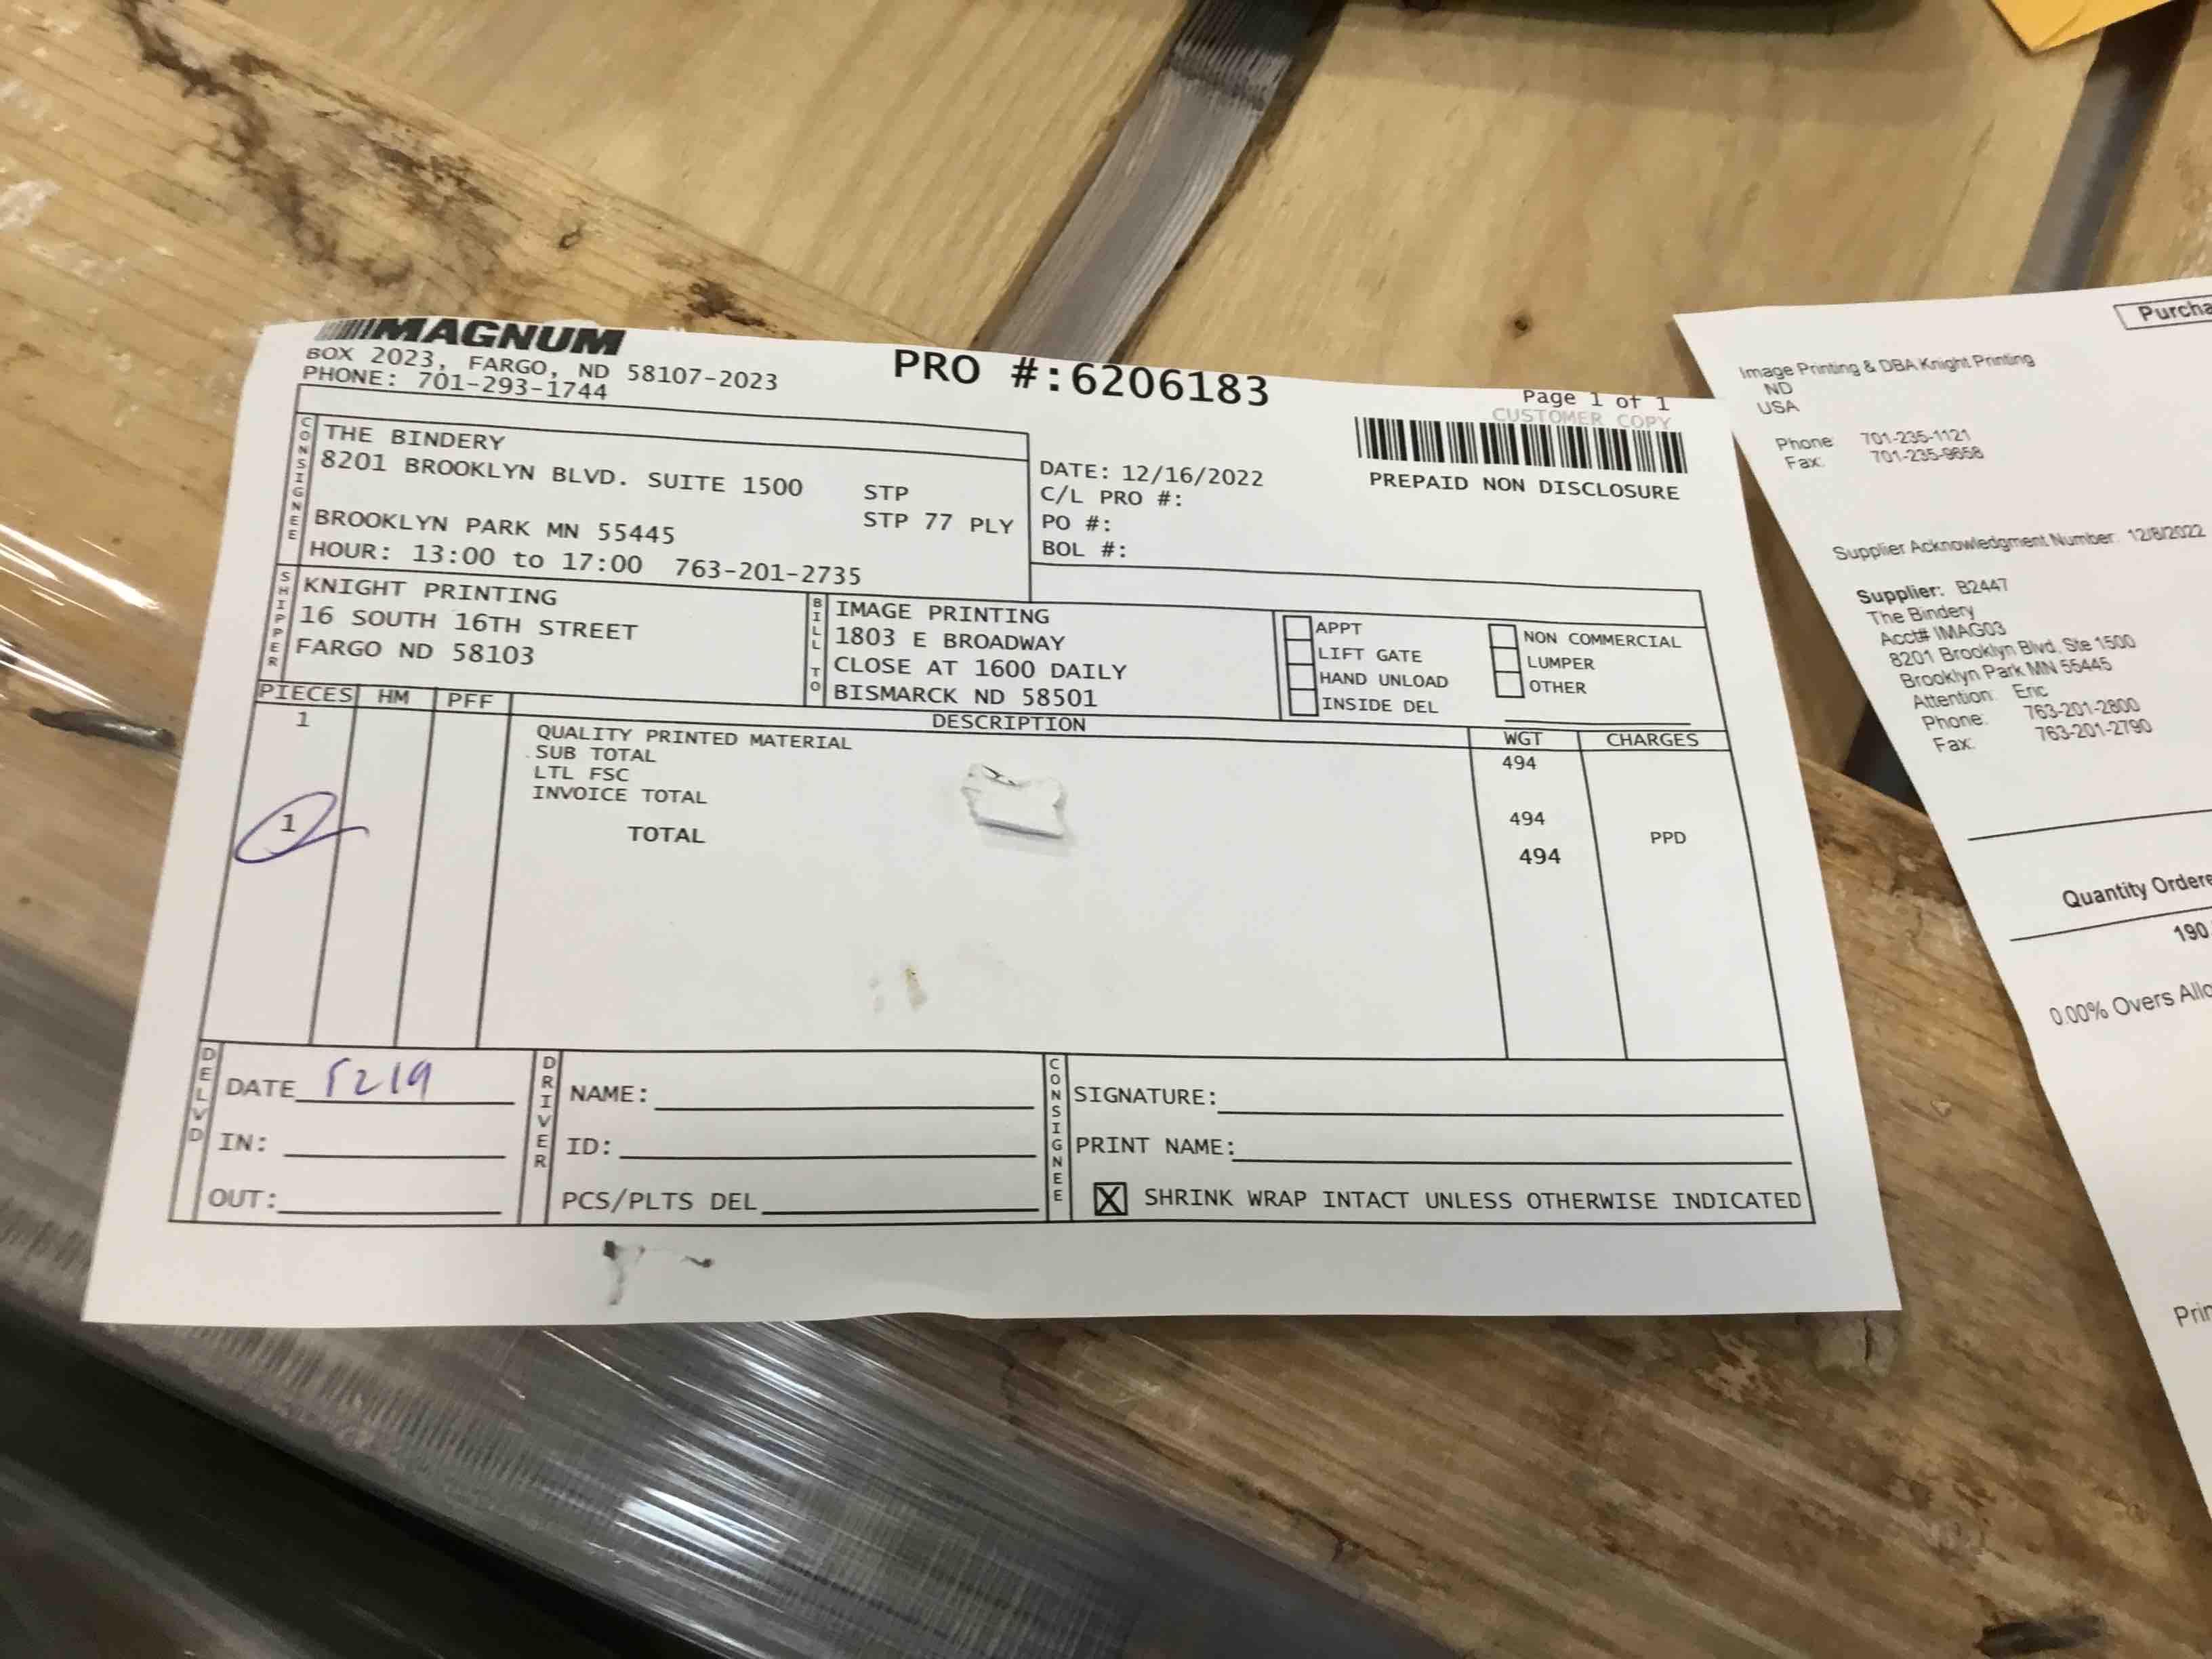 MAGNUM
BOX 2023, FARGO, ND 58107-2023
PHONE: 701-293-1744
PRO #:6206183
Page 1 of 1
CUSTOMER COPY
PREPAID NON DISCLOSURE
CONSIGNEE
THE BINDERY
8201 BROOKLYN BLVD. SUITE 1500 STP
STP 77 PLY
BROOKLYN PARK MN 55445
HOUR: 13:00 to 17:00 763-201-2735
DATE: 12/16/2022
C/L PRO #:
PO #:
BOL #:
SHIPPER
KNIGHT PRINTING
16 SOUTH 16TH STREET
FARGO ND 58103
BILL TO
IMAGE PRINTING
1803 E BROADWAY
CLOSE AT 1600 DAILY
BISMARCK ND 58501
APPT
LIFT GATE
HAND UNLOAD
INSIDE DEL
NON COMMERCIAL
LUMPER
OTHER
PIECES HM PFF DESCRIPTION WGT CHARGES
1 QUALITY PRINTED MATERIAL 494
SUB TOTAL
LTL FSC
INVOICE TOTAL 494
1 TOTAL 494 PPD
DELVD
DATE
IN:
OUT:
DRIVER
NAME:
ID:
PCS/PLTS DEL
CONSIGNEE
SIGNATURE:
PRINT NAME:
X SHRINK WRAP INTACT UNLESS OTHERWISE INDICATED
Purcha
Image Printing & DBA Knight Printing
ND
USA
Phone 701-235-1121
Fax: 701-235-9658
Supplier Acknowledgment Number: 12/8/2022
Supplier: B2447
The Bindery
Acct# IMAG03
8201 Brooklyn Blvd, Ste 1500
Brooklyn Park MN 55445
Attention: Eric
Phone: 763-201-2800
Fax: 763-201-2790
Quantity Ordere
190
0.00% Overs Allo
Prin